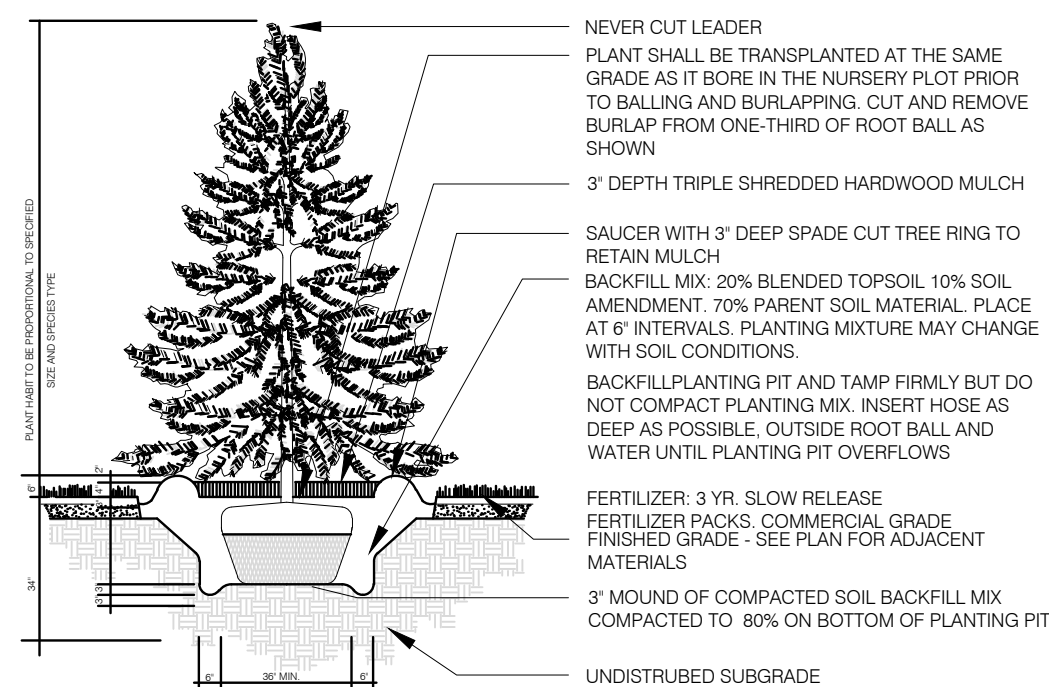 NEVER CUT LEADER
PLANT SHALL BE TRANSPLANTED AT THE SAME
GRADE AS IT BORE IN THE NURSERY PLOT PRIOR
TO BALLING AND BURLAPPING. CUT AND REMOVE
BURLAP FROM ONE-THIRD OF ROOT BALL AS
SHOWN
3" DEPTH TRIPLE SHREDDED HARDWOOD MULCH
SAUCER WITH 3" DEEP SPADE CUT TREE RING TO
RETAIN MULCH
BACKFILL MIX: 20% BLENDED TOPSOIL 10% SOIL
AMENDMENT. 70% PARENT SOIL MATERIAL. PLACE
AT 6" INTERVALS. PLANTING MIXTURE MAY CHANGE
WITH SOIL CONDITIONS.
BACKFILLPLANTING PIT AND TAMP FIRMLY BUT DO
NOT COMPACT PLANTING MIX. INSERT HOSE AS
DEEP AS POSSIBLE, OUTSIDE ROOT BALL AND
WATER UNTIL PLANTING PIT OVERFLOWS
FERTILIZER: 3 YR. SLOW RELEASE
FERTILIZER PACKS. COMMERCIAL GRADE
FINISHED GRADE - SEE PLAN FOR ADJACENT
MATERIALS
3" MOUND OF COMPACTED SOIL BACKFILL MIX
COMPACTED TO 80% ON BOTTOM OF PLANTING PIT
UNDISTRUBED SUBGRADE
PLANT HABIT TO BE PROPORTIONAL TO SPECIFIED
SIZE AND SPECIES TYPE
2"
6"
4"
34"
3"
3"
6"
36" MIN.
6"